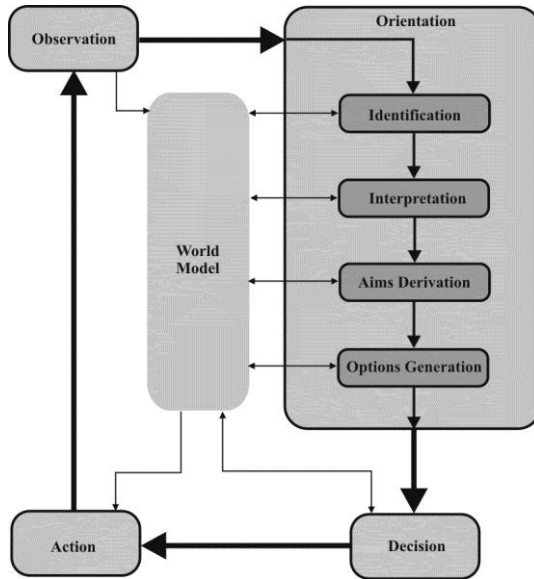 Orientation
Observation
Identification
Interpretation
World
Model
Aims Derivation
Options Generation
Action
Decision